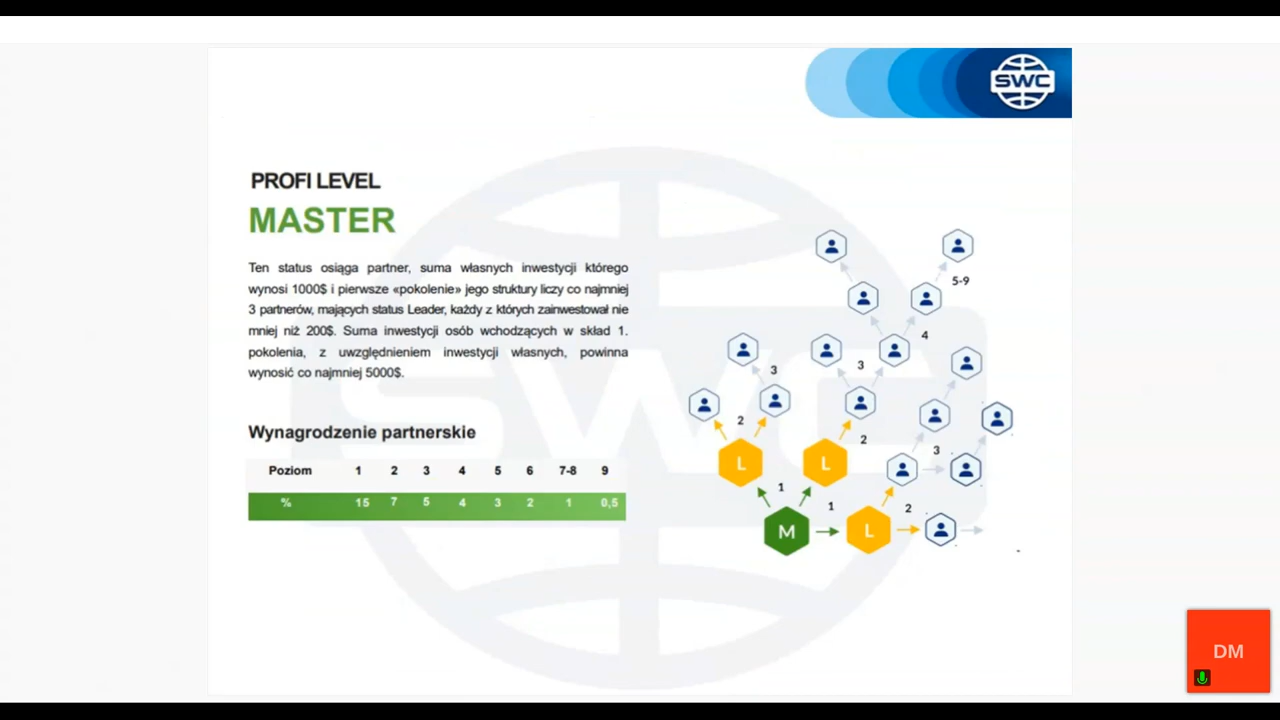 SWC
PROFI LEVEL
MASTER
Ten status osiąga partner, suma własnych inwestycji którego
wynosi 1000$ i pierwsze «pokolenie» jego struktury liczy co najmniej
3 partnerów, mających status Leader, każdy z których zainwestował nie
mniej niż 200$. Suma inwestycji osób wchodzących w skład 1.
pokolenia, z uwzględnieniem inwestycji własnych, powinna
wynosić co najmniej 5000$.
Wynagrodzenie partnerskie
Poziom 1 2 3 4 5 6 7-8 9
% 15 7 5 4 3 2 1 0,5
5-9
4
3 3
2 2
3
L L
1
1 2
M L
DM
SWC